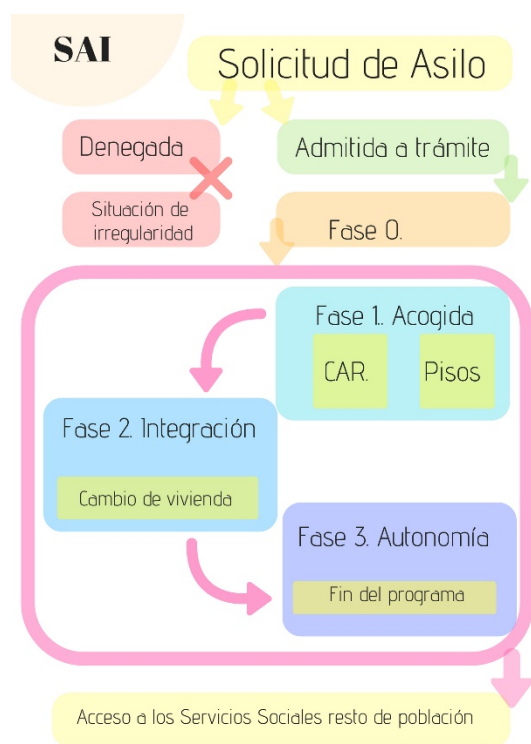 SAI
Solicitud de Asilo
Denegada
Admitida a trámite
Situación de
irregularidad
Fase 0.
Fase 1.. Acogida
CAR.
Pisos
Fase 2. Integración
Cambio de vivienda
Fase 3. Autonomía
Fin del programa
Acceso a los Servicios Sociales resto de población